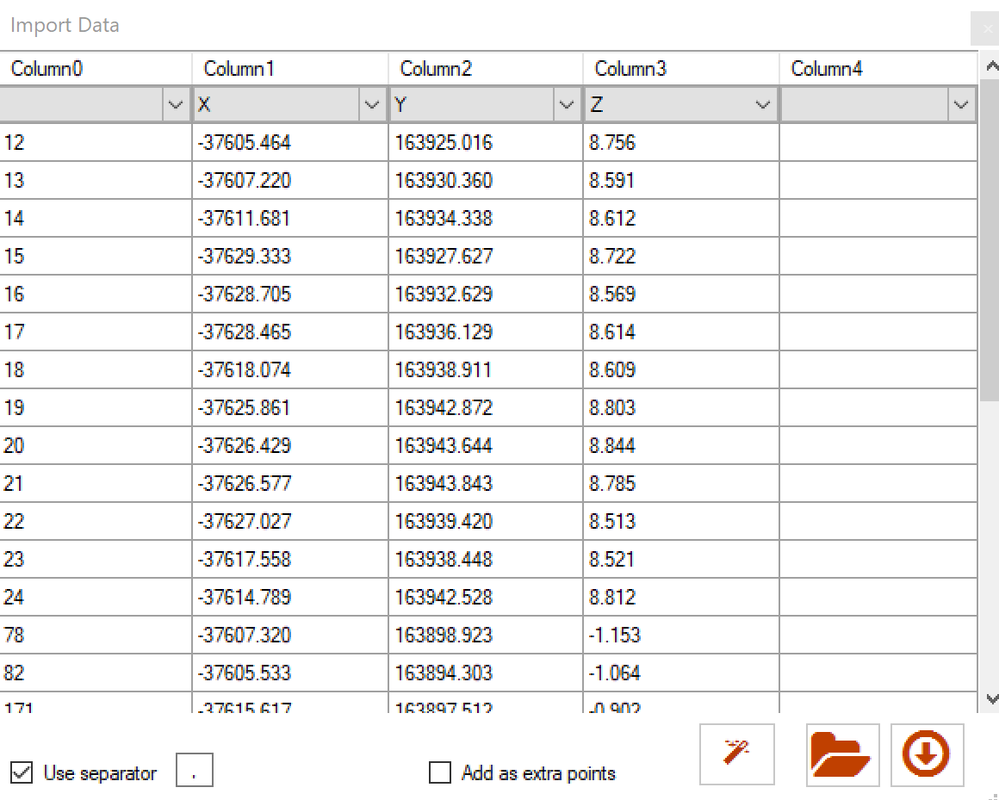 Import Data
Column0 Column1 Column2 Column3 Column4
X Y Z
12 -37605.464 163925.016 8.756
13 -37607.220 163930.360 8.591
14 -37611.681 163934.338 8.612
15 -37629.333 163927.627 8.722
16 -37628.705 163932.629 8.569
17 -37628.465 163936.129 8.614
18 -37618.074 163938.911 8.609
19 -37625.861 163942.872 8.803
20 -37626.429 163943.644 8.844
21 -37626.577 163943.843 8.785
22 -37627.027 163939.420 8.513
23 -37617.558 163938.448 8.521
24 -37614.789 163942.528 8.812
78 -37607.320 163898.923 -1.153
82 -37605.533 163894.303 -1.064
171 -37615.617 163897.512 -0.902
Use separator . Add as extra points